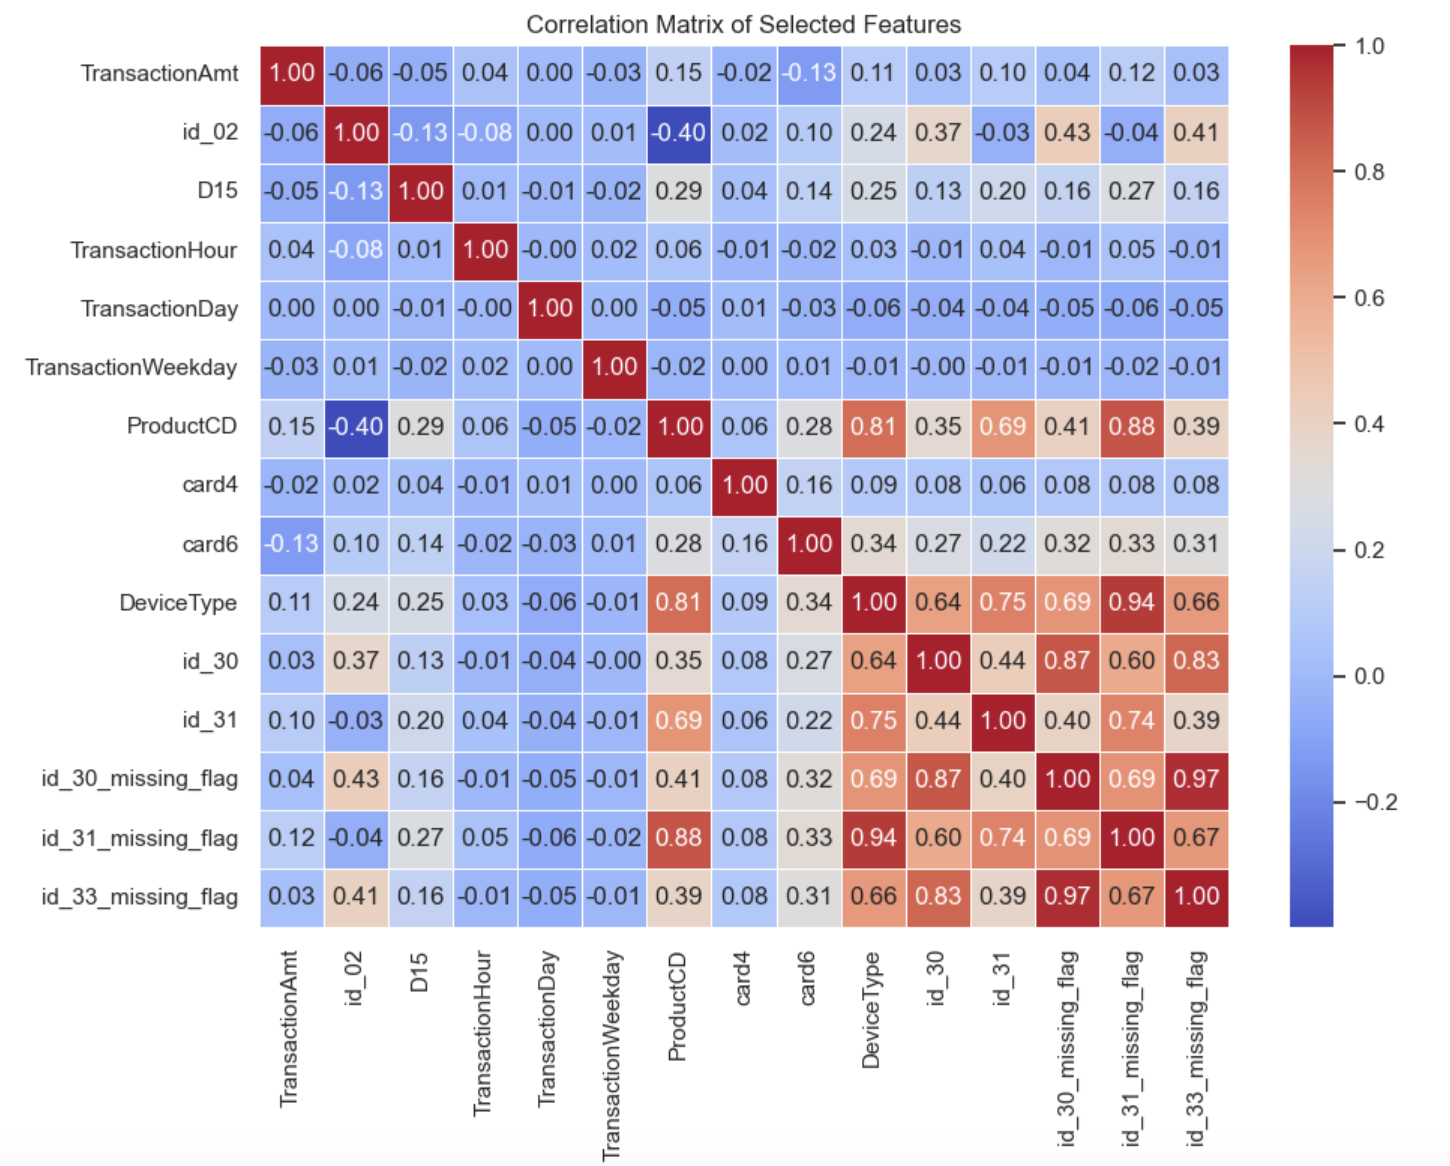 Correlation Matrix of Selected Features
TransactionAmt 1.00 -0.06 -0.05 0.04 0.00 -0.03 0.15 -0.02 -0.13 0.11 0.03 0.10 0.04 0.12 0.03
id_02 -0.06 1.00 -0.13 -0.08 0.00 0.01 -0.40 0.02 0.10 0.24 0.37 -0.03 0.43 -0.04 0.41
D15 -0.05 -0.13 1.00 0.01 -0.01 -0.02 0.29 0.04 0.14 0.25 0.13 0.20 0.16 0.27 0.16
TransactionHour 0.04 -0.08 0.01 1.00 -0.00 0.02 0.06 -0.01 -0.02 0.03 -0.01 0.04 -0.01 0.05 -0.01
TransactionDay 0.00 0.00 -0.01 -0.00 1.00 0.00 -0.05 0.01 -0.03 -0.06 -0.04 -0.04 -0.05 -0.06 -0.05
TransactionWeekday -0.03 0.01 -0.02 0.02 0.00 1.00 -0.02 0.00 0.01 -0.01 -0.00 -0.01 -0.01 -0.02 -0.01
ProductCD 0.15 -0.40 0.29 0.06 -0.05 -0.02 1.00 0.06 0.28 0.81 0.35 0.69 0.41 0.88 0.39
card4 -0.02 0.02 0.04 -0.01 0.01 0.00 0.06 1.00 0.16 0.09 0.08 0.06 0.08 0.08 0.08
card6 -0.13 0.10 0.14 -0.02 -0.03 0.01 0.28 0.16 1.00 0.34 0.27 0.22 0.32 0.33 0.31
DeviceType 0.11 0.24 0.25 0.03 -0.06 -0.01 0.81 0.09 0.34 1.00 0.64 0.75 0.69 0.94 0.66
id_30 0.03 0.37 0.13 -0.01 -0.04 -0.00 0.35 0.08 0.27 0.64 1.00 0.44 0.87 0.60 0.83
id_31 0.10 -0.03 0.20 0.04 -0.04 -0.01 0.69 0.06 0.22 0.75 0.44 1.00 0.40 0.74 0.39
id_30_missing_flag 0.04 0.43 0.16 -0.01 -0.05 -0.01 0.41 0.08 0.32 0.69 0.87 0.40 1.00 0.69 0.97
id_31_missing_flag 0.12 -0.04 0.27 0.05 -0.06 -0.02 0.88 0.08 0.33 0.94 0.60 0.74 0.69 1.00 0.67
id_33_missing_flag 0.03 0.41 0.16 -0.01 -0.05 -0.01 0.39 0.08 0.31 0.66 0.83 0.39 0.97 0.67 1.00
TransactionAmt
id_02
D15
TransactionHour
TransactionDay
TransactionWeekday
ProductCD
card4
card6
DeviceType
id_30
id_31
id_30_missing_flag
id_31_missing_flag
id_33_missing_flag
1.0
0.8
0.6
0.4
0.2
0.0
−0.2